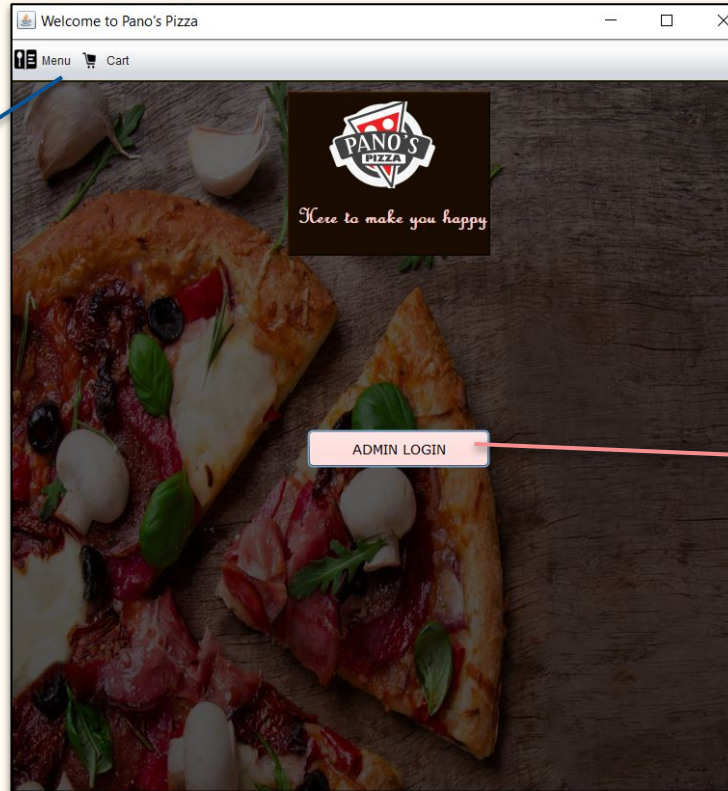 Welcome to Pano's Pizza
Menu Cart
PANO'S
PIZZA
Here to make you happy
ADMIN LOGIN